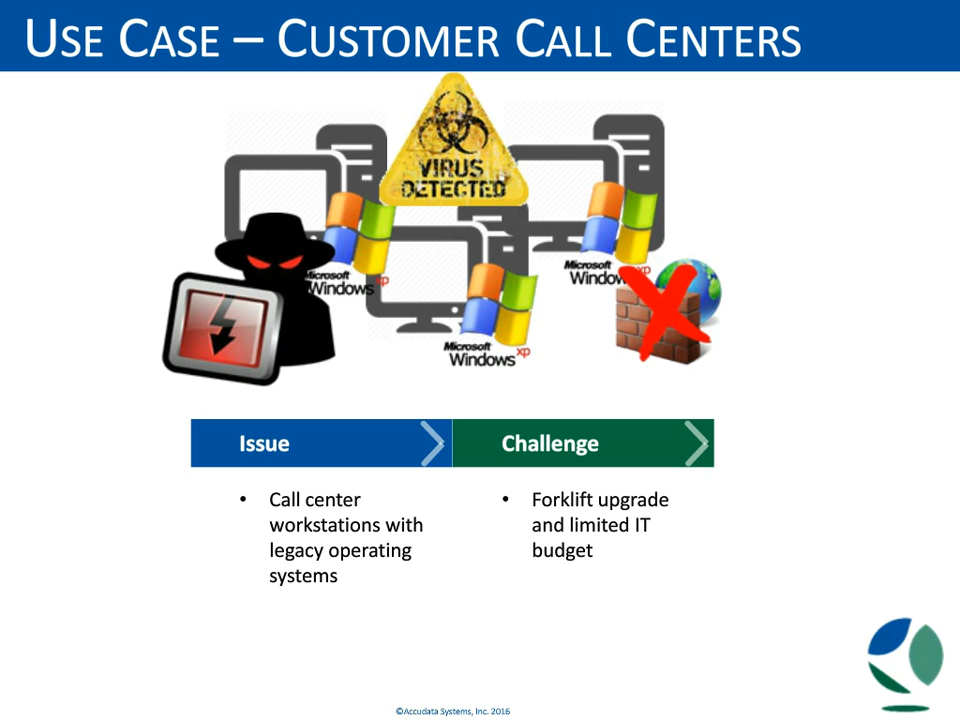 USE CASE – CUSTOMER CALL CENTERS
VIRUS
DETECTED
Microsoft
Windows xp
Microsoft
Windows xp
Microsoft
Windows xp
Issue
Challenge
• Call center
workstations with
legacy operating
systems
• Forklift upgrade
and limited IT
budget
©Accudata Systems, Inc. 2016